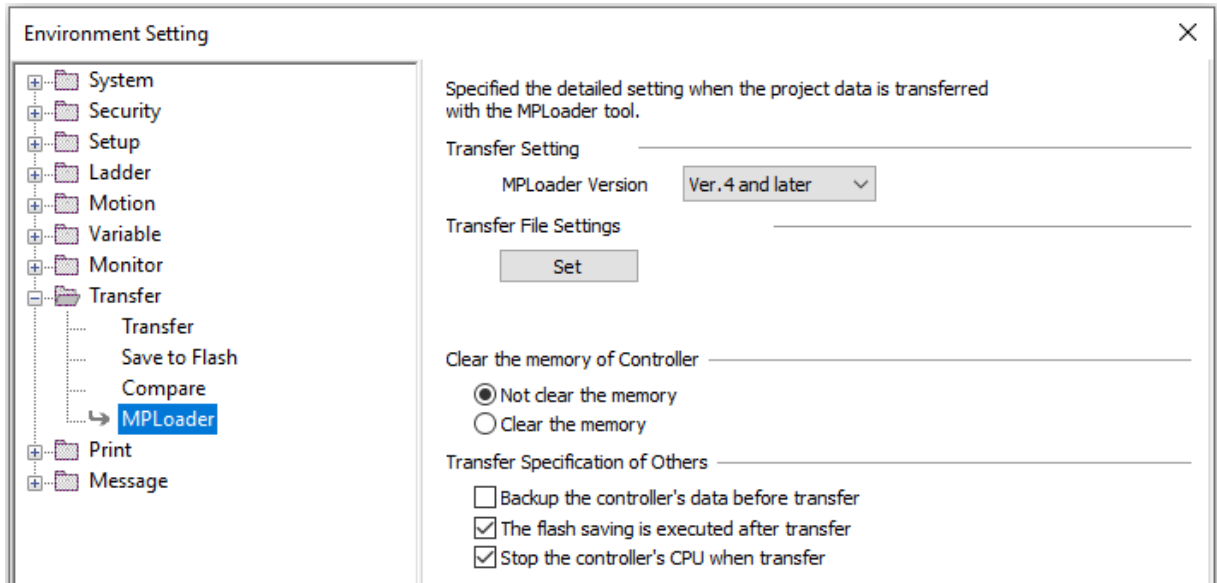 Environment Setting
System
Security
Setup
Ladder
Motion
Variable
Monitor
Transfer
Transfer
Save to Flash
Compare
MPLoader
Print
Message
Specified the detailed setting when the project data is transferred
with the MPLoader tool.
Transfer Setting
MPLoader Version Ver.4 and later
Transfer File Settings
Set
Clear the memory of Controller
Not clear the memory
Clear the memory
Transfer Specification of Others
Backup the controller's data before transfer
The flash saving is executed after transfer
Stop the controller's CPU when transfer